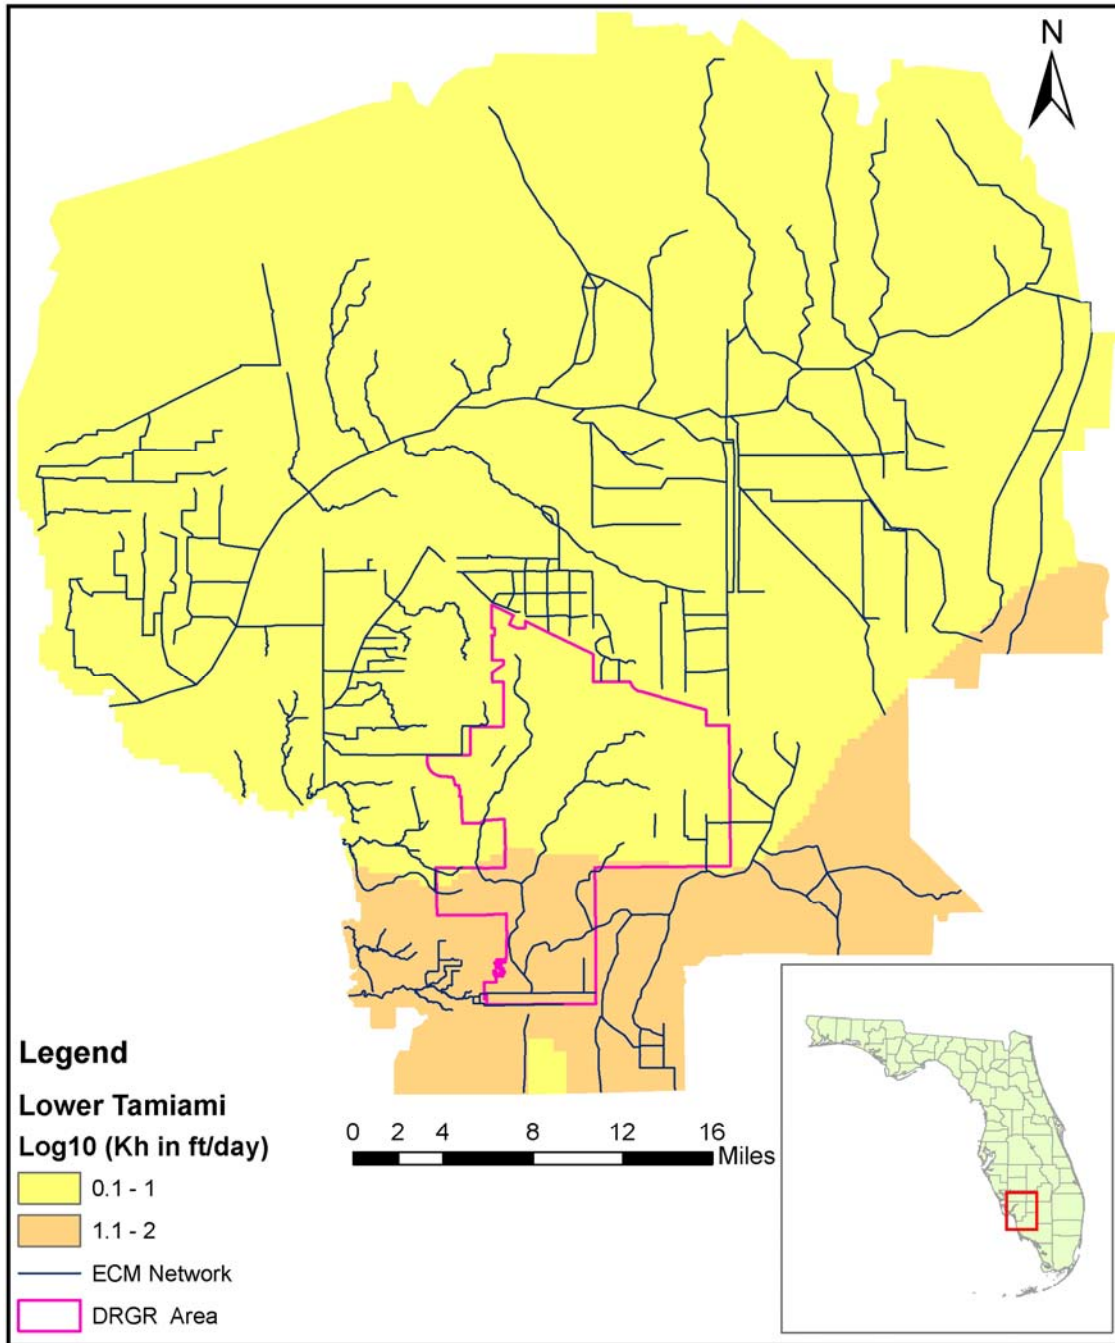 N
Legend
Lower Tamiami
Log10 (Kh in ft/day)
0.1 - 1
1.1 - 2
ECM Network
DRGR Area
0 2 4 8 12 16
Miles